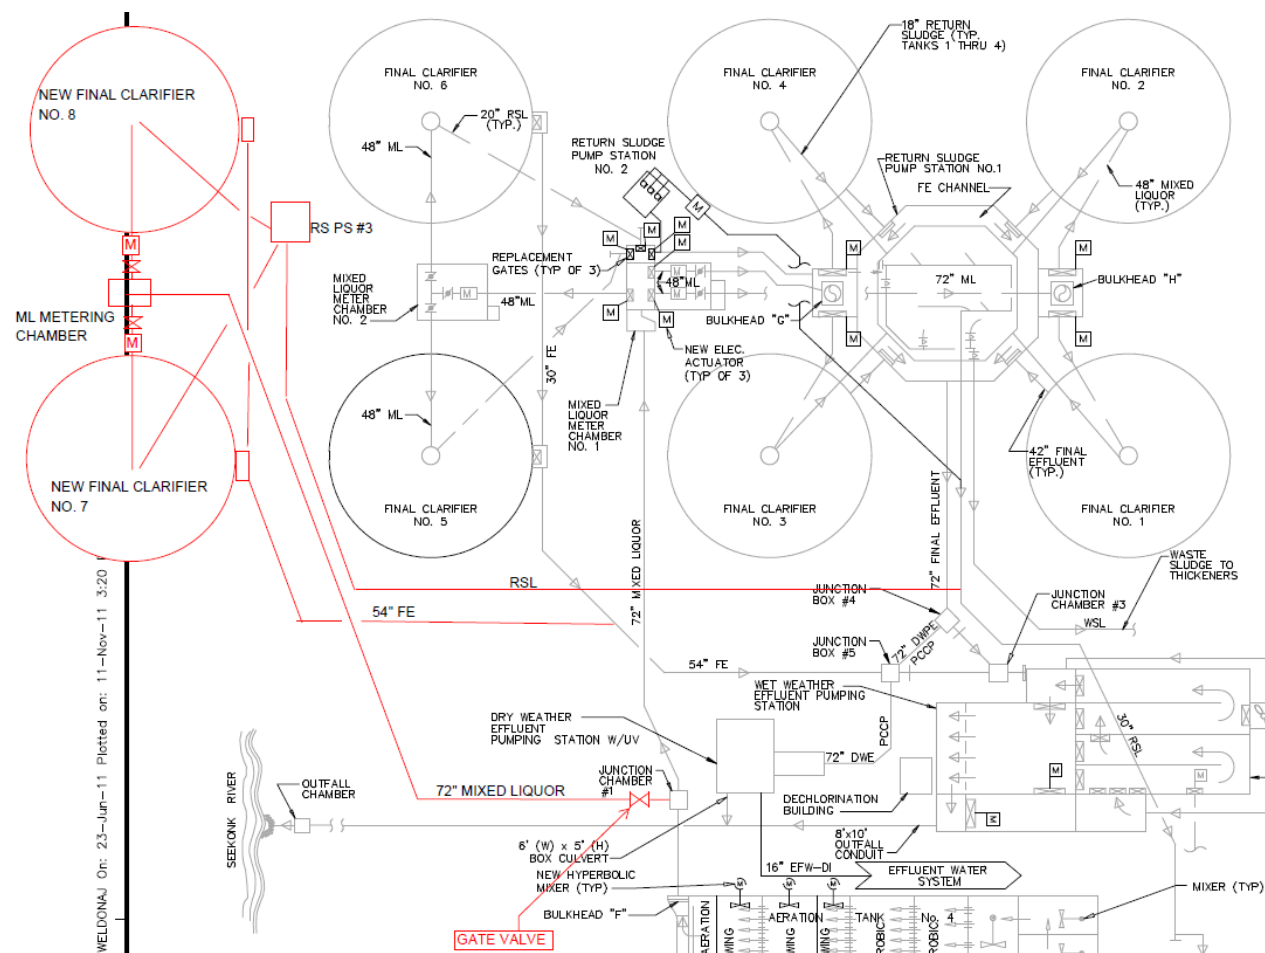 18" RETURN
SLUDGE (TYP.
TANKS 1 THRU 4)
NEW FINAL CLARIFIER
NO. 8
FINAL CLARIFIER
NO. 6
FINAL CLARIFIER
NO. 4
FINAL CLARIFIER
NO. 2
20" RSL
(TYP.)
48" ML
RETURN SLUDGE
PUMP STATION
NO. 2
RETURN SLUDGE
PUMP STATION NO.1
FE CHANNEL
48" MIXED
LIQUOR
(TYP.)
RS PS #3
M
M
M
M
M
M
M
REPLACEMENT
GATES (TYP OF 3)
MIXED
LIQUOR
METER
CHAMBER
NO. 2
M
48"ML
M
48"ML
M
72" ML
BULKHEAD "H"
BULKHEAD "G"
ML METERING
CHAMBER
M
M
M
M
M
NEW ELEC.
ACTUATOR
(TYP OF 3)
30" FE
48" ML
MIXED
LIQUOR
METER
CHAMBER
NO. 1
42" FINAL
EFFLUENT
(TYP.)
NEW FINAL CLARIFIER
NO. 7
FINAL CLARIFIER
NO. 5
FINAL CLARIFIER
NO. 3
FINAL CLARIFIER
NO. 1
72" FINAL EFFLUENT
72" MIXED LIQUOR
WASTE
SLUDGE TO
THICKENERS
RSL
JUNCTION
BOX #4
JUNCTION
CHAMBER #3
54" FE
WSL
JUNCTION
BOX #5
72" DWPE
PCCP
54" FE
WET WEATHER
EFFLUENT PUMPING
STATION
DRY WEATHER
EFFLUENT
PUMPING STATION W/UV
PCCP
30" RSL
72" DWE
JUNCTION
CHAMBER
#1
M
M
OUTFALL
CHAMBER
72" MIXED LIQUOR
DECHLORINATION
BUILDING
M
SEEKONK RIVER
6' (W) x 5' (H)
BOX CULVERT
8'x10'
OUTFALL
CONDUIT
NEW HYPERBOLIC
MIXER (TYP)
16" EFW-DI
EFFLUENT WATER
SYSTEM
MIXER (TYP)
BULKHEAD "F"
AERATION
AERATION
TANK
No. 4
GATE VALVE
WELDONAJ On: 23-Jun-11 Plotted on: 11-Nov-11 3:20